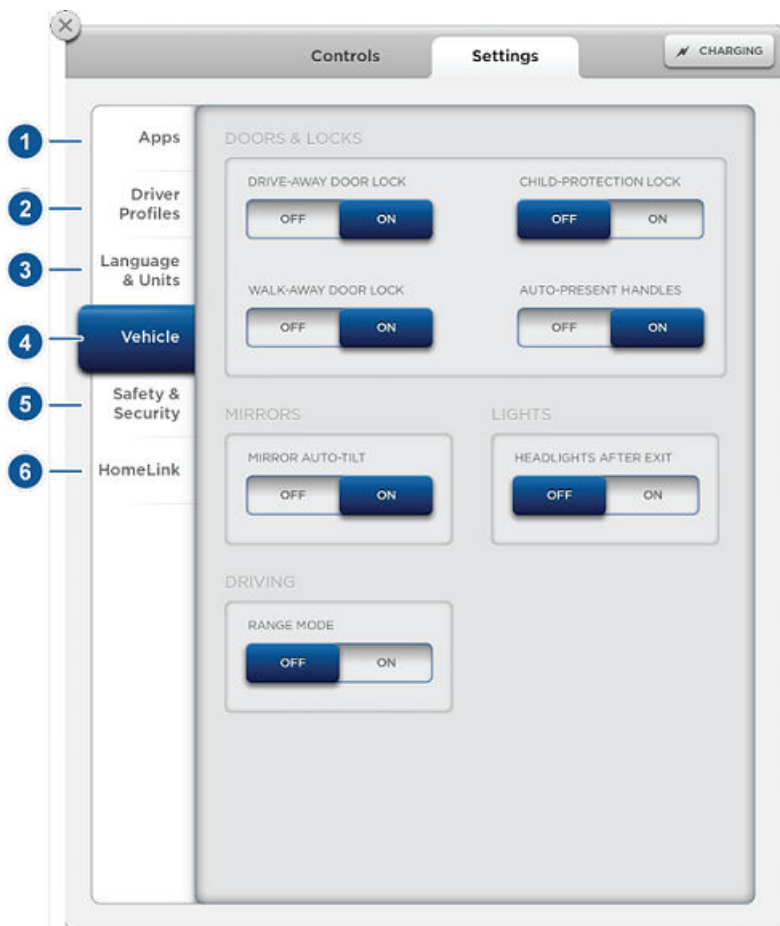 Controls
Settings
CHARGING
1
Apps
2
Driver
Profiles
3
Language
& Units
4
Vehicle
5
Safety &
Security
6
HomeLink
DOORS & LOCKS
DRIVE-AWAY DOOR LOCK
OFF ON
CHILD-PROTECTION LOCK
OFF ON
WALK-AWAY DOOR LOCK
OFF ON
AUTO-PRESENT HANDLES
OFF ON
MIRRORS
MIRROR AUTO-TILT
OFF ON
LIGHTS
HEADLIGHTS AFTER EXIT
OFF ON
DRIVING
RANGE MODE
OFF ON